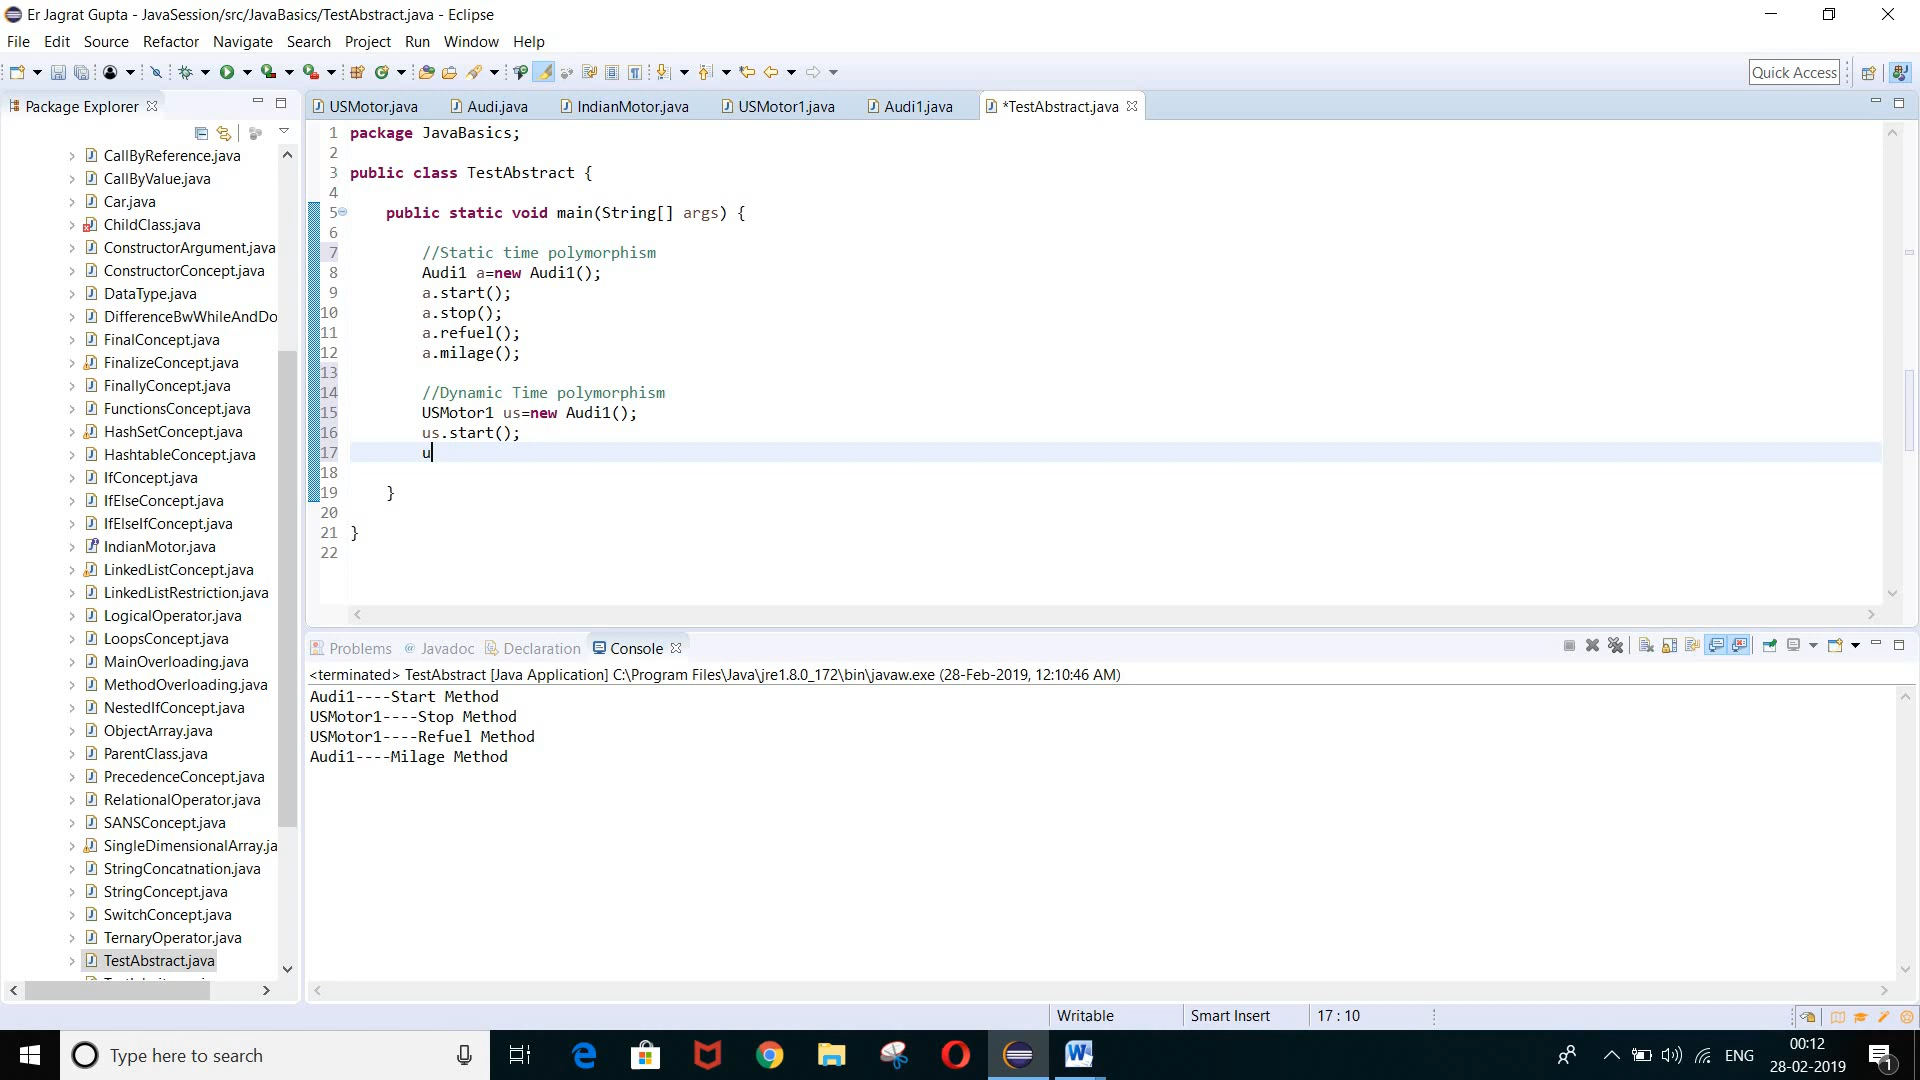 Er Jagrat Gupta - JavaSession/src/JavaBasics/TestAbstract.java - Eclipse
File Edit Source Refactor Navigate Search Project Run Window Help
Quick Access
Package Explorer
USMotor.java Audi.java IndianMotor.java USMotor1.java Audi1.java *TestAbstract.java
CallByReference.java
CallByValue.java
Car.java
ChildClass.java
ConstructorArgument.java
ConstructorConcept.java
DataType.java
DifferenceBwWhileAndDo
FinalConcept.java
FinalizeConcept.java
FinallyConcept.java
FunctionsConcept.java
HashSetConcept.java
HashtableConcept.java
IfConcept.java
IfElseConcept.java
IfElseIfConcept.java
IndianMotor.java
LinkedListConcept.java
LinkedListRestriction.java
LogicalOperator.java
LoopsConcept.java
MainOverloading.java
MethodOverloading.java
NestedIfConcept.java
ObjectArray.java
ParentClass.java
PrecedenceConcept.java
RelationalOperator.java
SANSConcept.java
SingleDimensionalArray.ja
StringConcatnation.java
StringConcept.java
SwitchConcept.java
TernaryOperator.java
TestAbstract.java
1 package JavaBasics;
2
3 public class TestAbstract {
4
5 public static void main(String[] args) {
6
7 //Static time polymorphism
8 Audi1 a=new Audi1();
9 a.start();
10 a.stop();
11 a.refuel();
12 a.milage();
13
14 //Dynamic Time polymorphism
15 USMotor1 us=new Audi1();
16 us.start();
17 u
18
19 }
20
21 }
22
Problems @ Javadoc Declaration Console
<terminated> TestAbstract [Java Application] C:\Program Files\Java\jre1.8.0_172\bin\javaw.exe (28-Feb-2019, 12:10:46 AM)
Audi1----Start Method
USMotor1----Stop Method
USMotor1----Refuel Method
Audi1----Milage Method
Writable Smart Insert 17 : 10
Type here to search
ENG
00:12
28-02-2019
1